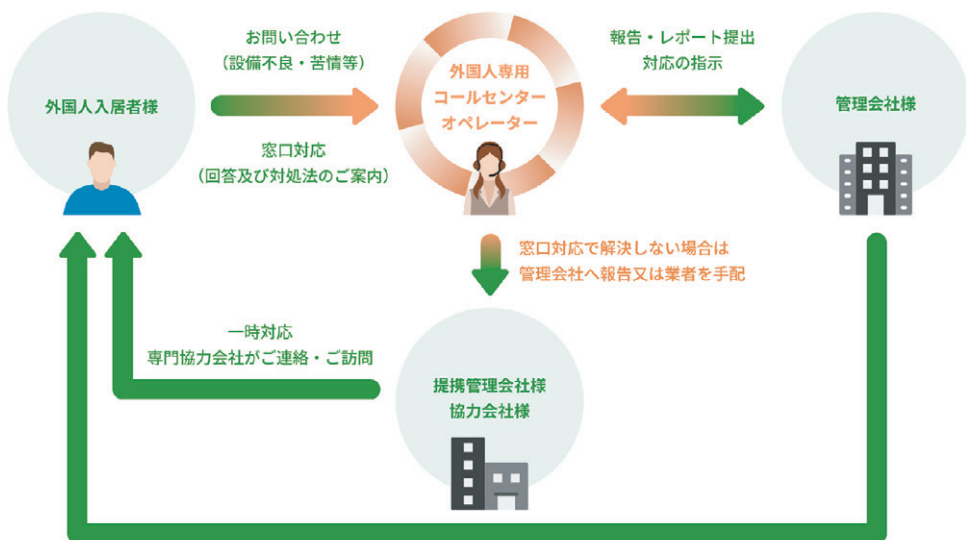 お問い合わせ
（設備不良・苦情等）
外国人入居者様
窓口対応
（回答及び対処法のご案内）
外国人専用
コールセンター
オペレーター
報告・レポート提出
対応の指示
管理会社様
窓口対応で解決しない場合は
管理会社へ報告又は業者を手配
一時対応
専門協力会社がご連絡・ご訪問
提携管理会社様
協力会社様